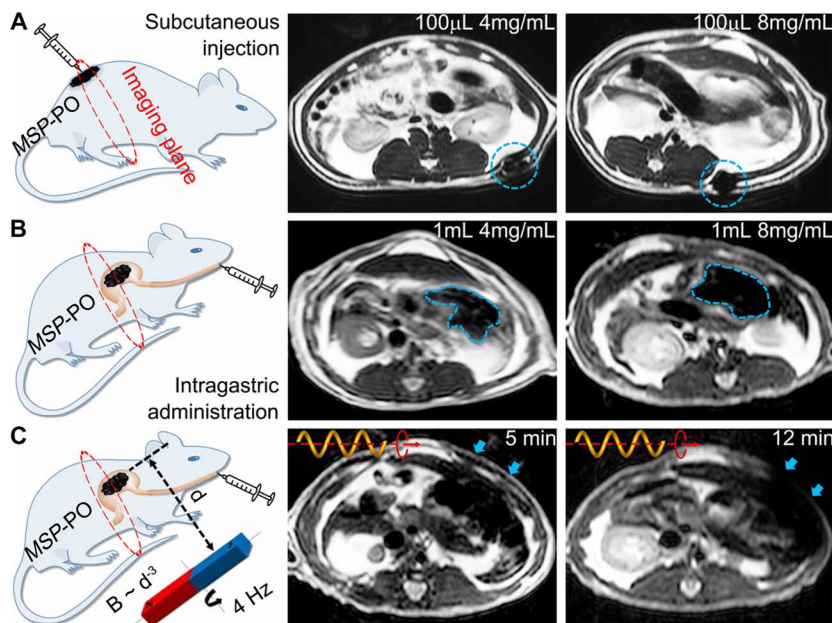 A
Subcutaneous
injection
MSP-PO
Imaging plane
100μL 4mg/mL
100μL 8mg/mL
B
MSP-PO
Intragastric
administration
1mL 4mg/mL
1mL 8mg/mL
C
MSP-PO
d
B ~ d-3
4 Hz
5 min
12 min